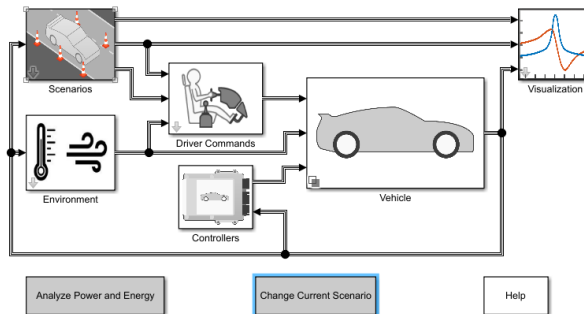 Scenarios
Driver Commands
Visualization
Environment
Vehicle
Controllers
Analyze Power and Energy
Change Current Scenario
Help